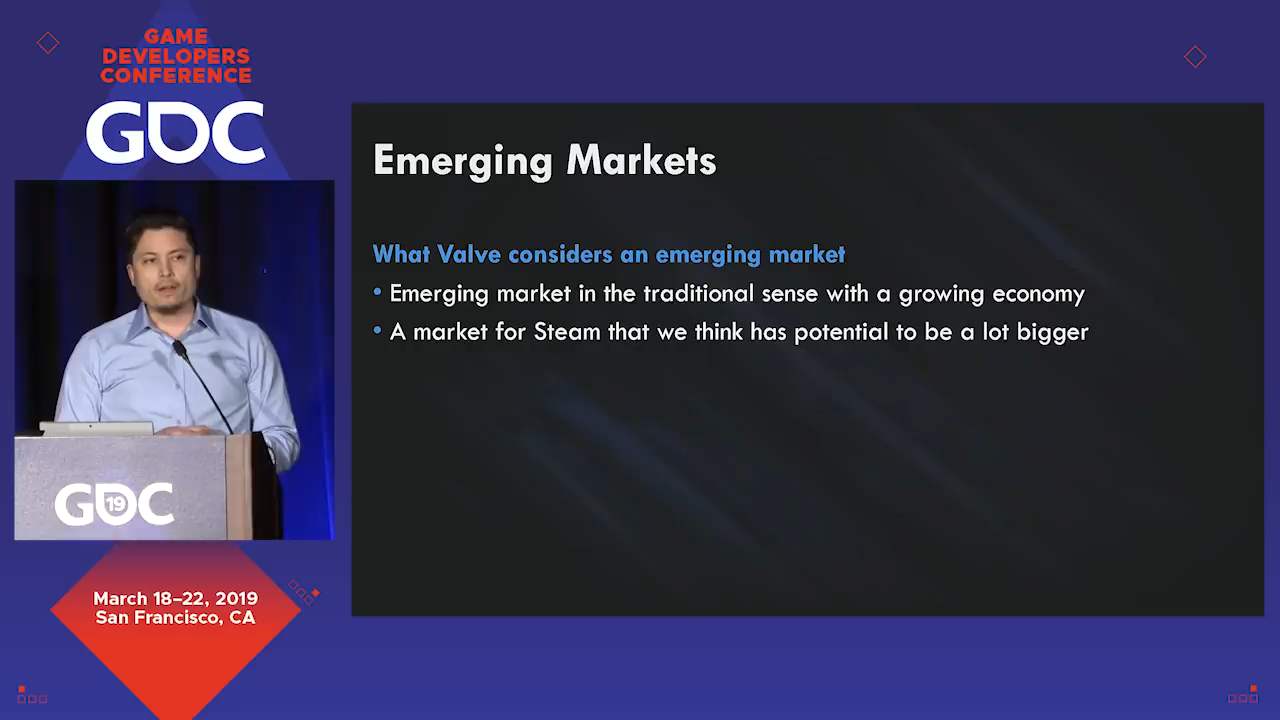 GAME
DEVELOPERS
CONFERENCE
GDC
Emerging Markets
What Valve considers an emerging market
• Emerging market in the traditional sense with a growing economy
• A market for Steam that we think has potential to be a lot bigger
GDC
19
March 18–22, 2019
San Francisco, CA